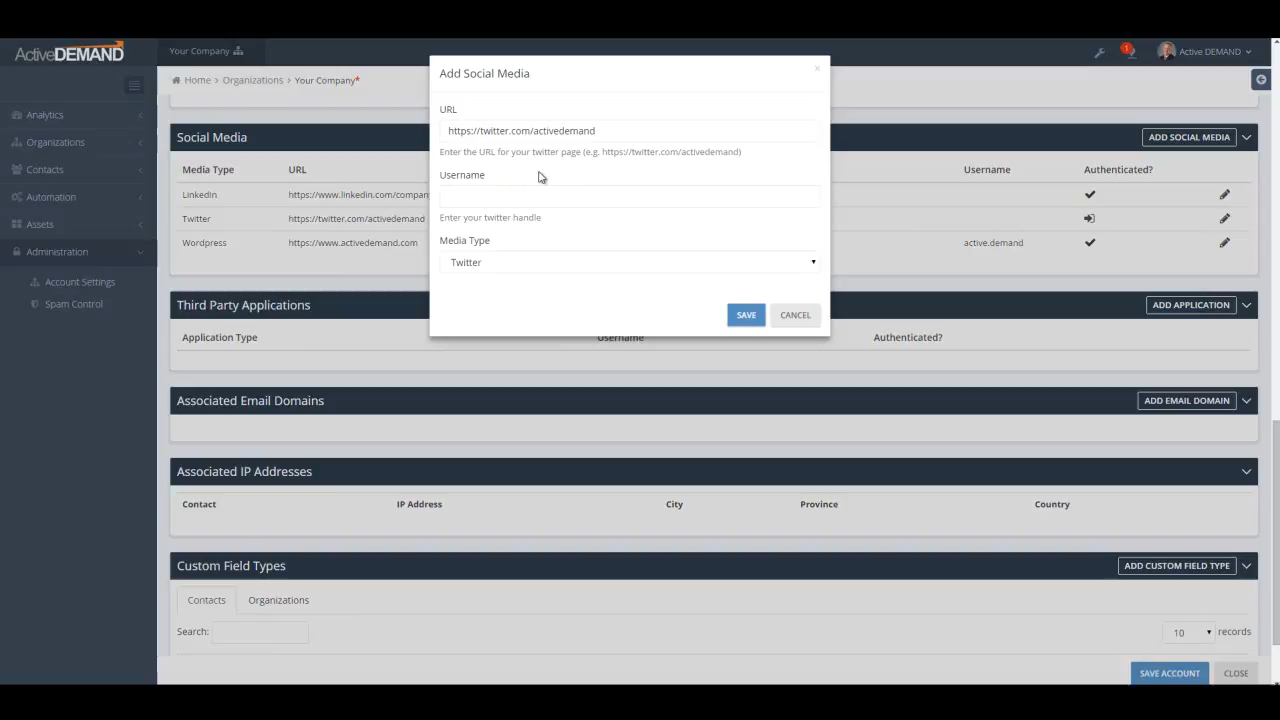 ActiveDEMAND
Your Company
1
Active DEMAND
Home > Organizations > Your Company*
Analytics
Organizations
Contacts
Automation
Assets
Administration
Account Settings
Spam Control
Add Social Media
×
URL
https://twitter.com/activedemand
Enter the URL for your twitter page (e.g. https://twitter.com/activedemand)
Username
Enter your twitter handle
Media Type
Twitter
SAVE
CANCEL
Social Media
ADD SOCIAL MEDIA
Media Type URL Username Authenticated?
LinkedIn https://www.linkedin.com/compan
Twitter https://twitter.com/activedemand
Wordpress https://www.activedemand.com active.demand
Third Party Applications
ADD APPLICATION
Application Type Username Authenticated?
Associated Email Domains
ADD EMAIL DOMAIN
Associated IP Addresses
Contact IP Address City Province Country
Custom Field Types
ADD CUSTOM FIELD TYPE
Contacts Organizations
Search: 10 records
SAVE ACCOUNT CLOSE